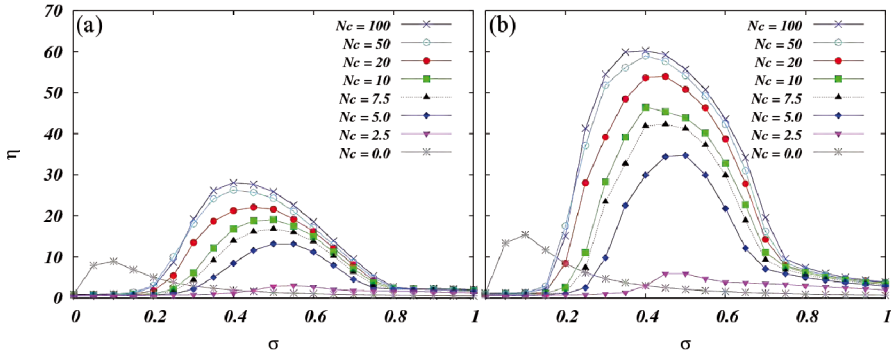 70
60
50
40
30
20
10
0
η
(a)
Nc = 100
Nc = 50
Nc = 20
Nc = 10
Nc = 7.5
Nc = 5.0
Nc = 2.5
Nc = 0.0
0 0.2 0.4 0.6 0.8 1
σ
(b)
Nc = 100
Nc = 50
Nc = 20
Nc = 10
Nc = 7.5
Nc = 5.0
Nc = 2.5
Nc = 0.0
0.2 0.4 0.6 0.8 1
σ